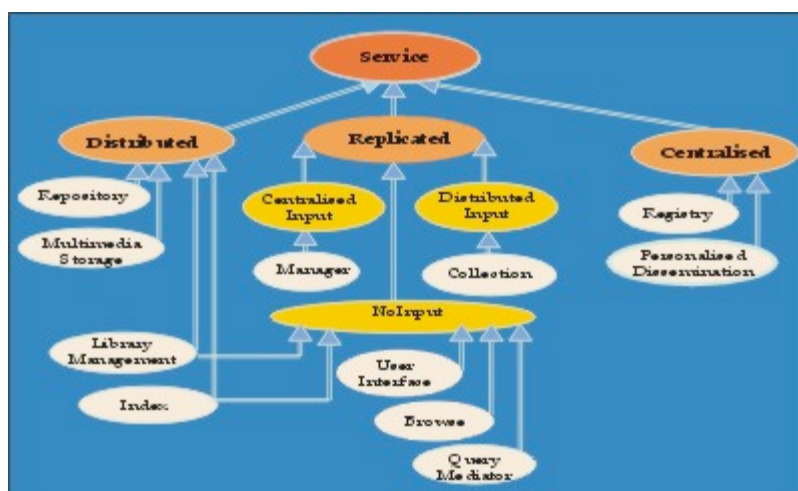 Service
Distributed
Replicated
Centralised
Repository
Centralised
Input
Distributed
Input
Registry
Multimedia
Storage
Manager
Collection
Personalised
Dissemination
NoInput
Library
Management
User
Interface
Index
Browse
Query
Mediator